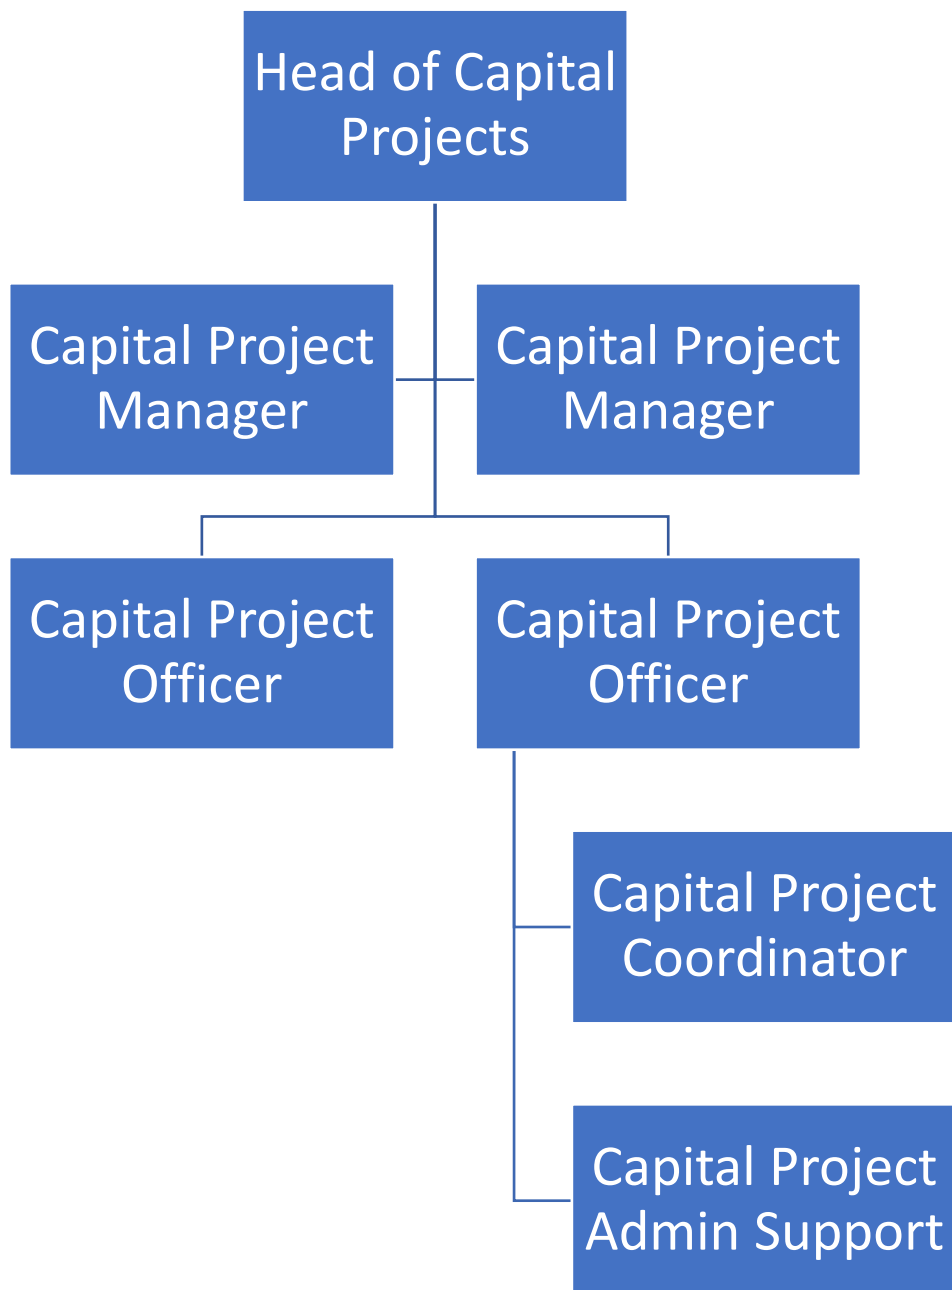 Head of Capital
Projects
Capital Project
Manager
Capital Project
Manager
Capital Project
Officer
Capital Project
Officer
Capital Project
Coordinator
Capital Project
Admin Support